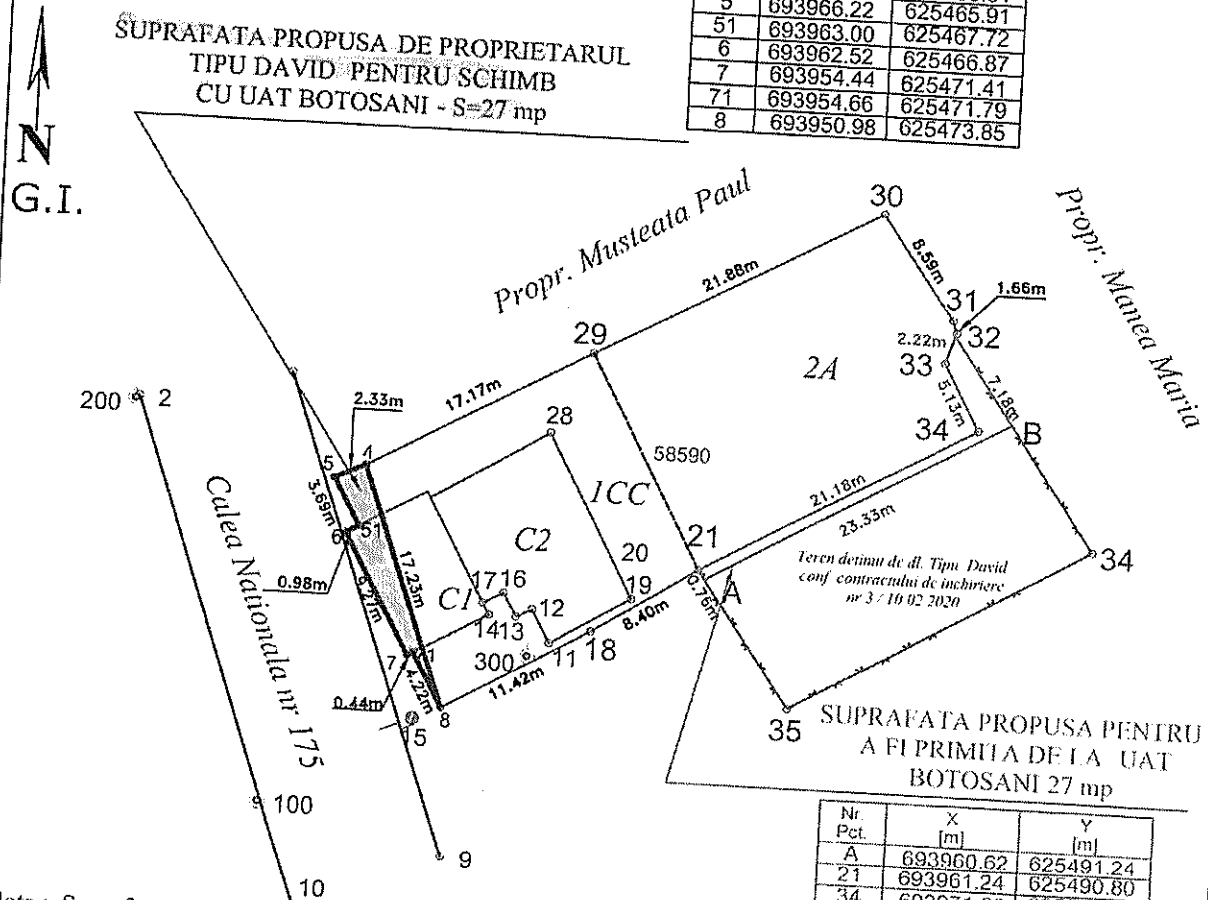 SUPRAFATA PROPUSA DE PROPRIETARUL
TIPU DAVID PENTRU SCHIMB
CU UAT BOTOSANI - S=27 mp
5 693966.22 625465.91
51 693963.00 625467.72
6 693962.52 625466.87
7 693954.44 625471.41
71 693954.66 625471.79
8 693950.98 625473.85
N
G.I.
Propr. Musteata Paul
Propr. Manea Maria
30
8.59m
21.88m
31
1.66m
32
2.22m
33
29
2A
7.18m
5.13m
200 2
2.33m
17.17m
28
34
B
5
4
58590
3.69m
1CC
21.18m
6
51
C2
23.33m
21
Calea Nationala nr 175
17.23m
20
Teren detinut de dl. Tipu David
conf contractului de inchiriere
nr 3 / 10 02 2020
34
0.98m
9.27m
17 16
19
C1
12
0.76m
A
14 13
8.40m
18
7
300
11
11.42m
0.44m
4.22m
8
15
35
SUPRAFATA PROPUSA PENTRU
A FI PRIMITA DE LA UAT
BOTOSANI 27 mp
100
9
10
Nr. Pct. X [m] Y [m]
A 693960.62 625491.24
21 693961.24 625490.80
34